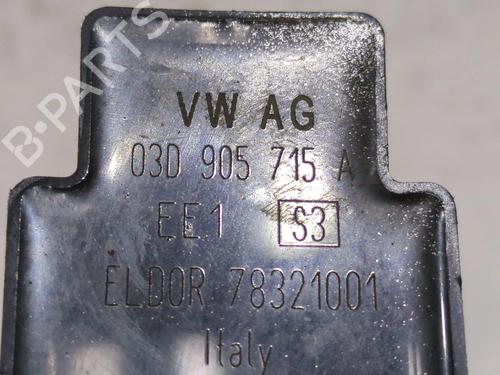 B-PARTS
VW AG
03D 905 715 A
EE1 S3
ELDOR 78321001
Italy